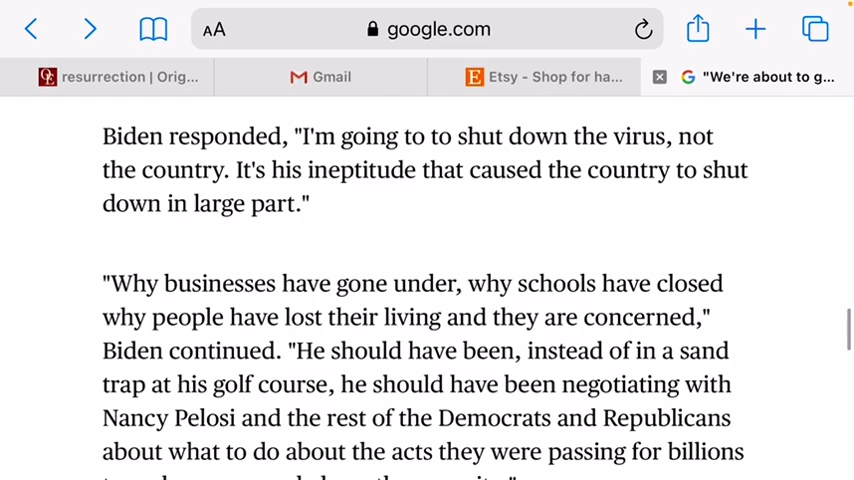 AA google.com
resurrection | Orig... Gmail Etsy - Shop for ha... "We're about to g...
Biden responded, "I'm going to to shut down the virus, not
the country. It's his ineptitude that caused the country to shut
down in large part."
"Why businesses have gone under, why schools have closed
why people have lost their living and they are concerned,"
Biden continued. "He should have been, instead of in a sand
trap at his golf course, he should have been negotiating with
Nancy Pelosi and the rest of the Democrats and Republicans
about what to do about the acts they were passing for billions